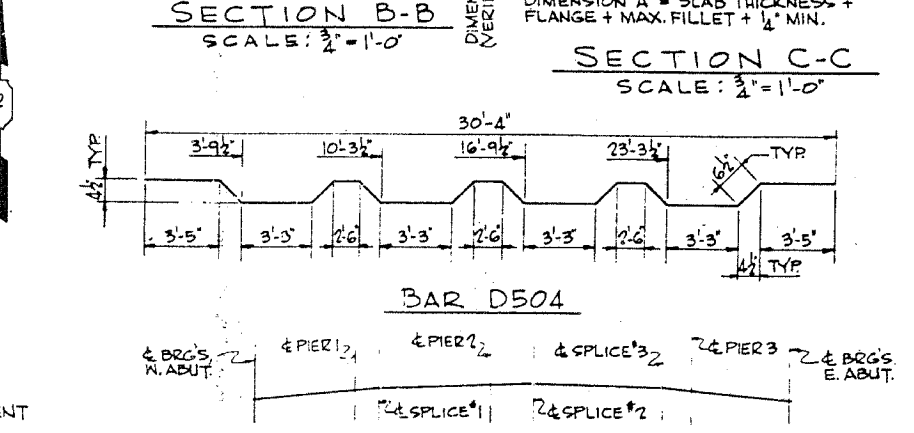 SECTION B-B
SCALE: 3/4"=1'-0"
DIMENSION A = SLAB THICKNESS +
FLANGE + MAX. FILLET + 1/4" MIN.
SECTION C-C
SCALE: 3/4"=1'-0"
30'-4"
3'-9½" 10'-3½" 16'-9½" 23'-3½" 6½" TYP.
4½" TYP.
3'-5" 3'-3" 2'-6" 3'-3" 2'-6" 3'-3" 2'-6" 3'-3" 3'-5"
4½" TYP.
BAR D504
℄ BRG'S, W. ABUT. ℄ PIER 1 ℄ PIER 2 ℄ SPLICE #3 ℄ PIER 3 ℄ BRG'S. E. ABUT.
℄ SPLICE #1 ℄ SPLICE #2